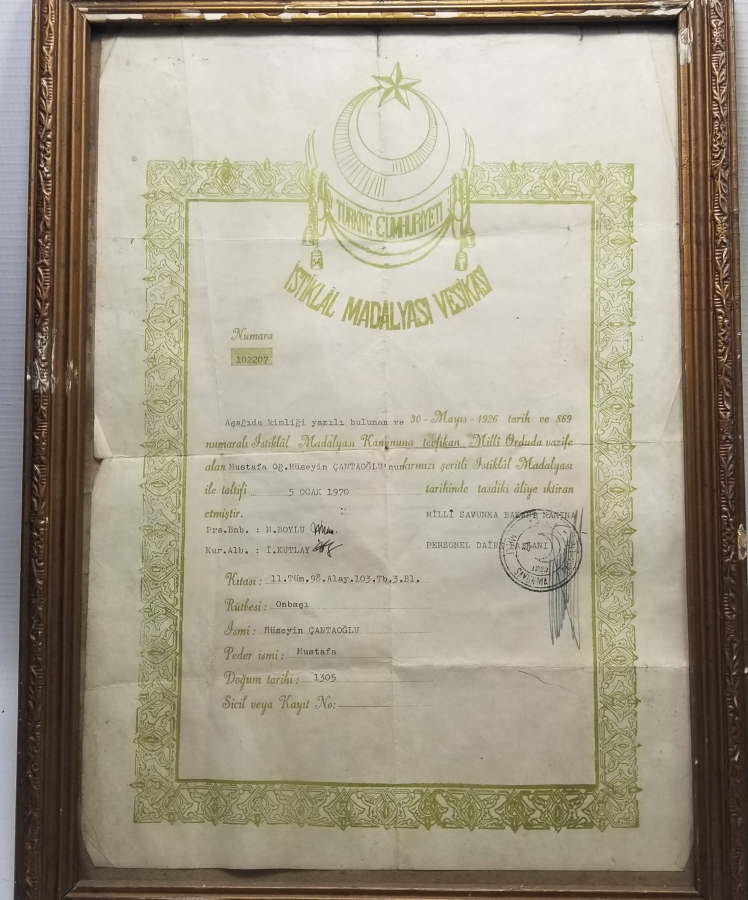 TÜRKİYE CUMHURİYETİ
İSTİKLÂL MADALYASI VESİKASI
Numara
102207
Aşağıda kimliği yazılı bulunan ve 30-Mayıs-1926 tarih ve 869
numaralı İstiklâl Madalyası Kanununa tevfikan Millî Orduda vazife
alan Mustafa Oğ.Hüseyin ÇANTAOĞLU'nun kırmızı şeritli İstiklâl Madalyası
ile taltifi 5 OCAK 1970 tarihinde tasdiki âliye iktiran
etmiştir. MİLLÎ SAVUNMA BAKANI NAMINA
Prs.Bnb. : H.BOYLU
Kur.Alb. : İ.KUTLAY PERSONEL DAİRE BAŞKANI
MİLLİ SAVUNMA
Kıtası: 11.Tüm.98.Alay.103.Tb.3.Bl.
Rütbesi: Onbaşı
İsmi: Hüseyin ÇANTAOĞLU
Peder ismi: Mustafa
Doğum tarihi: 1305
Sicil veya Kayıt No: